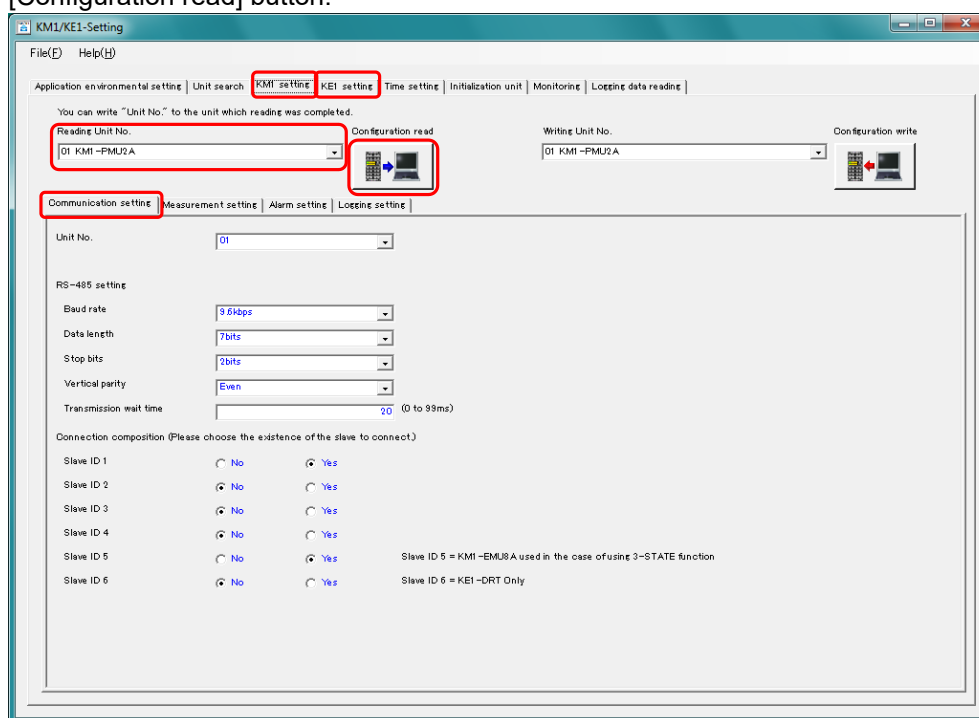 [Configuration read] button.
KM1/KE1-Setting
File(F) Help(H)
Application environmental setting Unit search KM1 setting KE1 setting Time setting Initialization unit Monitoring Logging data reading
You can write "Unit No." to the unit which reading was completed.
Reading Unit No. Configuration read Writing Unit No. Configuration write
01 KM1-PMU2A 01 KM1-PMU2A
Communication setting Measurement setting Alarm setting Logging setting
Unit No. 01
RS-485 setting
Baud rate 9.6kbps
Data length 7bits
Stop bits 2bits
Vertical parity Even
Transmission wait time 20 (0 to 99ms)
Connection composition (Please choose the existence of the slave to connect.)
Slave ID 1 No Yes
Slave ID 2 No Yes
Slave ID 3 No Yes
Slave ID 4 No Yes
Slave ID 5 No Yes Slave ID 5 = KM1-EMU8A used in the case of using 3-STATE function
Slave ID 6 No Yes Slave ID 6 = KE1-DRT Only